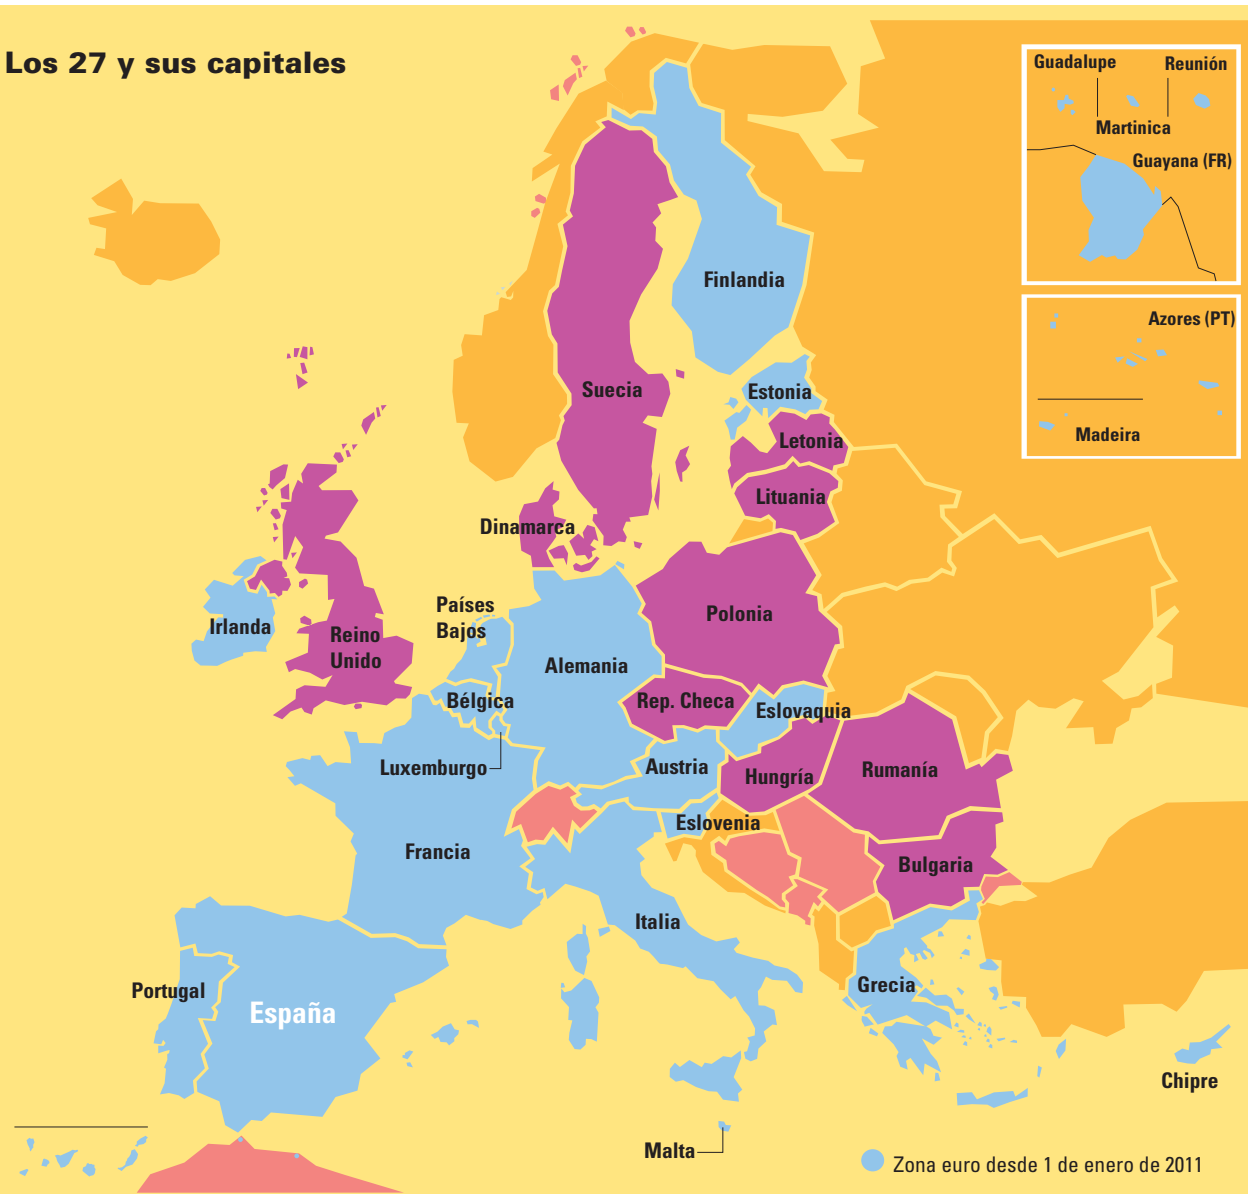 Los 27 y sus capitales
Guadalupe
Reunión
Martinica
Guayana (FR)
Azores (PT)
Madeira
Finlandia
Suecia
Estonia
Letonia
Lituania
Dinamarca
Irlanda
Reino
Unido
Países
Bajos
Bélgica
Luxemburgo
Alemania
Polonia
Rep. Checa
Eslovaquia
Austria
Hungría
Rumanía
Eslovenia
Francia
Bulgaria
Italia
Portugal
España
Grecia
Chipre
Malta
Zona euro desde 1 de enero de 2011